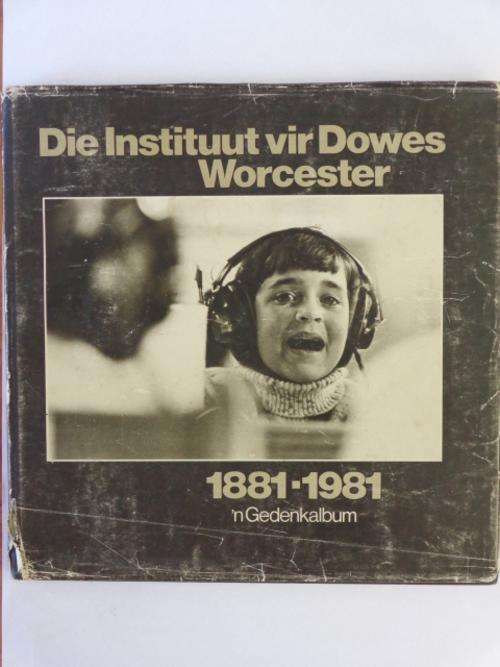 Die Instituut vir Dowes
Worcester
1881-1981
'n Gedenkalbum